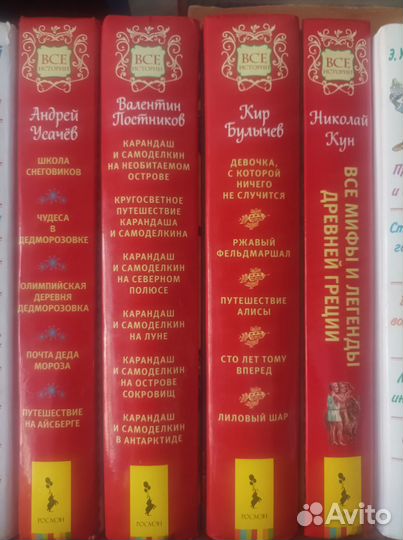 ВСЕ
ИСТОРИИ
Андрей
Усачёв
ШКОЛА
СНЕГОВИКОВ
ЧУДЕСА
В
ДЕДМОРОЗОВКЕ
ОЛИМПИЙСКАЯ
ДЕРЕВНЯ
ДЕДМОРОЗОВКА
ПОЧТА ДЕДА
МОРОЗА
ПУТЕШЕСТВИЕ
НА АЙСБЕРГЕ
РОСМЭН
ВСЕ
ИСТОРИИ
Валентин
Постников
КАРАНДАШ
И САМОДЕЛКИН
НА НЕОБИТАЕМОМ
ОСТРОВЕ
КРУГОСВЕТНОЕ
ПУТЕШЕСТВИЕ
КАРАНДАША
И САМОДЕЛКИНА
КАРАНДАШ
И САМОДЕЛКИН
НА СЕВЕРНОМ
ПОЛЮСЕ
КАРАНДАШ
И САМОДЕЛКИН
НА ЛУНЕ
КАРАНДАШ
И САМОДЕЛКИН
НА ОСТРОВЕ
СОКРОВИЩ
КАРАНДАШ
И САМОДЕЛКИН
В АНТАРКТИДЕ
РОСМЭН
ВСЕ
ИСТОРИИ
Кир
Булычев
ДЕВОЧКА,
С КОТОРОЙ
НИЧЕГО
НЕ СЛУЧИТСЯ
РЖАВЫЙ
ФЕЛЬДМАРШАЛ
ПУТЕШЕСТВИЕ
АЛИСЫ
СТО ЛЕТ ТОМУ
ВПЕРЕД
ЛИЛОВЫЙ ШАР
РОСМЭН
ВСЕ
ИСТОРИИ
Николай
Кун
ВСЕ МИФЫ И ЛЕГЕНДЫ
ДРЕВНЕЙ ГРЕЦИИ
РОСМЭН
Avito